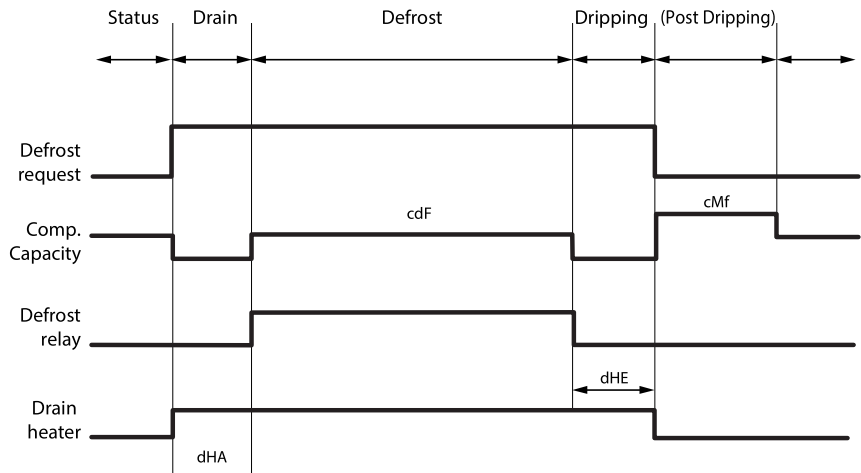 Status
Drain
Defrost
Dripping
(Post Dripping)
Defrost
request
Comp.
Capacity
cdF
cMf
Defrost
relay
dHE
Drain
heater
dHA